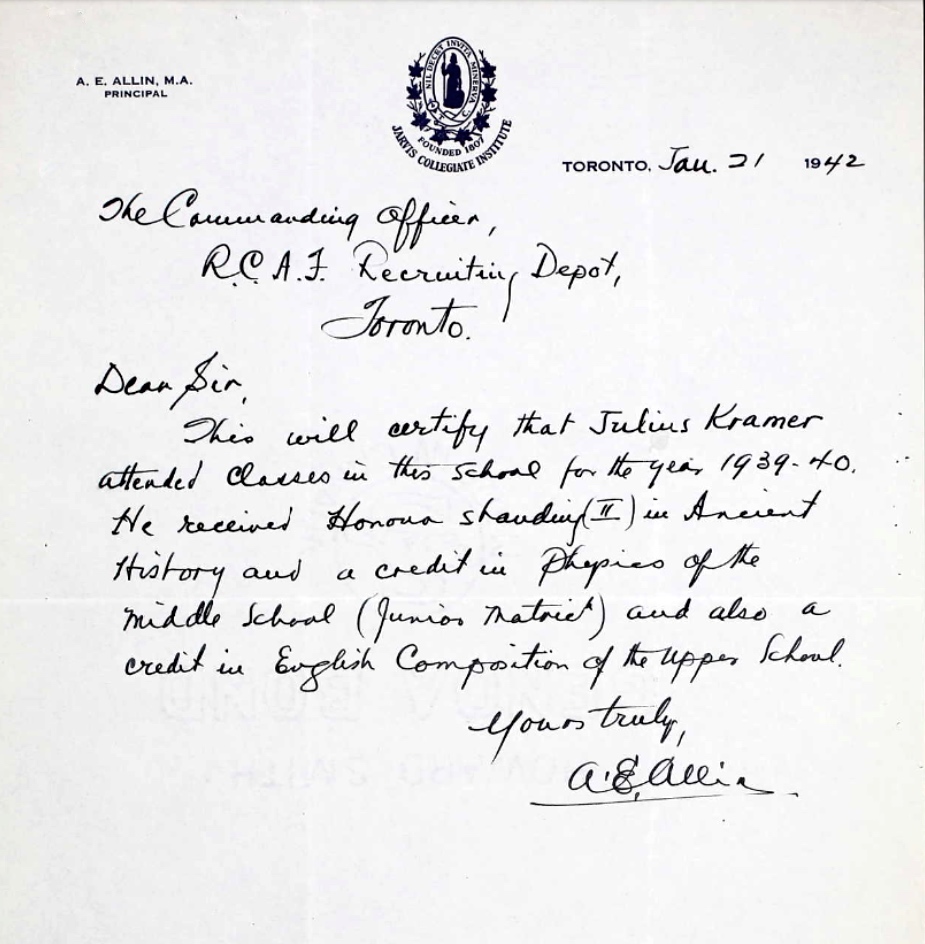 A. E. ALLIN, M.A.
PRINCIPAL
NIL DECET INVITA MINERVA
FOUNDED 1807
JARVIS COLLEGIATE INSTITUTE
TORONTO, Jan. 21 1942
The Commanding Officer,
R.C.A.F. Recruiting Depot,
Toronto.
Dear Sir,
This will certify that Julius Kramer
attended classes in this school for the year 1939-40.
He received Honour standing (II) in Ancient
History and a credit in Physics of the
Middle School (Junior Matric) and also a
credit in English Composition of the Upper School.
Yours truly,
A.E. Allin